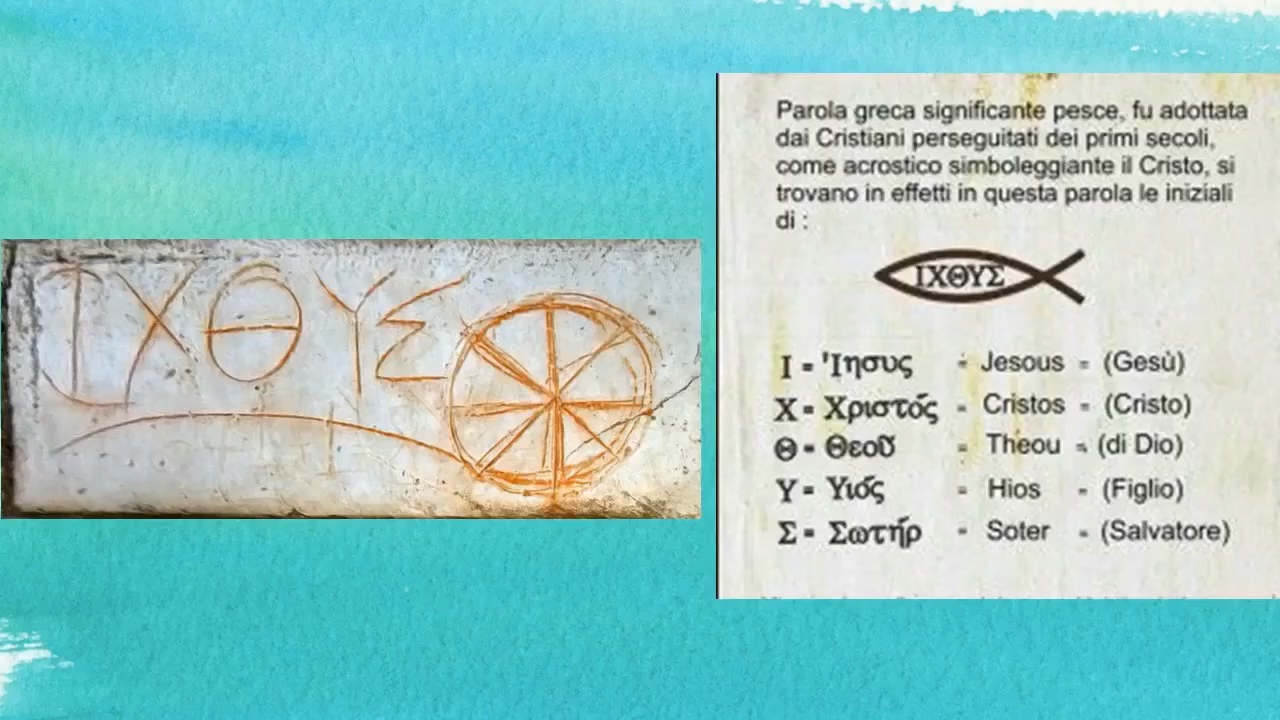 ΙΧΘΥΣ
Parola greca significante pesce, fu adottata
dai Cristiani perseguitati dei primi secoli,
come acrostico simboleggiante il Cristo, si
trovano in effetti in questa parola le iniziali
di :
ΙΧΘΥΣ
Ι = Ἰησυς = Jesous = (Gesù)
Χ = Χριστός = Cristos = (Cristo)
Θ = Θεοῦ = Theou = (di Dio)
Υ = Υιός = Hios = (Figlio)
Σ = Σωτήρ = Soter = (Salvatore)